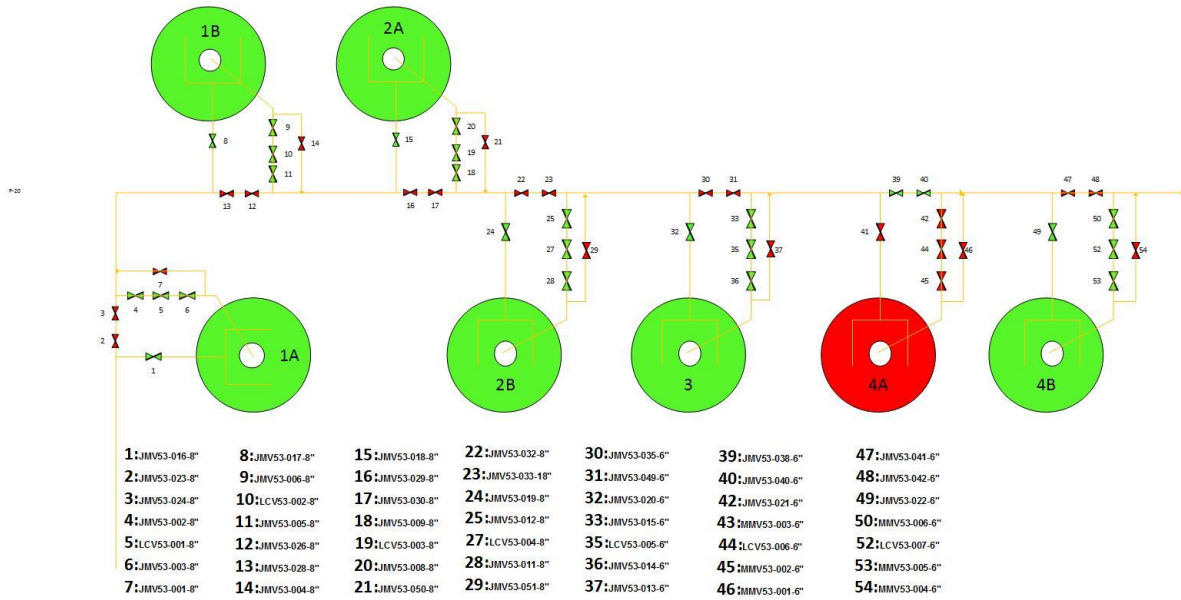 1B
2A
8
9
10
11
14
15
20
19
18
21
P-20
13 12
16 17
22 23
30 31
39 40
47 48
24
25
27
28
29
32
33
35
36
37
41
42
44
45
46
49
50
52
53
54
7
4 5 6
3
2
1
1A
2B
3
4A
4B
1:JMV53-016-8"
2:JMV53-023-8"
3:JMV53-024-8"
4:JMV53-002-8"
5:LCV53-001-8"
6:JMV53-003-8"
7:JMV53-001-8"
8:JMV53-017-8"
9:JMV53-006-8"
10:LCV53-002-8"
11:JMV53-005-8"
12:JMV53-026-8"
13:JMV53-028-8"
14:JMV53-004-8"
15:JMV53-018-8"
16:JMV53-029-8"
17:JMV53-030-8"
18:JMV53-009-8"
19:LCV53-003-8"
20:JMV53-008-8"
21:JMV53-050-8"
22:JMV53-032-8"
23:JMV53-033-18"
24:JMV53-019-8"
25:JMV53-012-8"
27:LCV53-004-8"
28:JMV53-011-8"
29:JMV53-051-8"
30:JMV53-035-6"
31:JMV53-049-6"
32:JMV53-020-6"
33:JMV53-015-6"
35:LCV53-005-6"
36:JMV53-014-6"
37:JMV53-013-6"
39:JMV53-038-6"
40:JMV53-040-6"
42:JMV53-021-6"
43:MMV53-003-6"
44:LCV53-006-6"
45:MMV53-002-6"
46:MMV53-001-6"
47:JMV53-041-6"
48:JMV53-042-6"
49:JMV53-022-6"
50:MMV53-006-6"
52:LCV53-007-6"
53:MMV53-005-6"
54:MMV53-004-6"